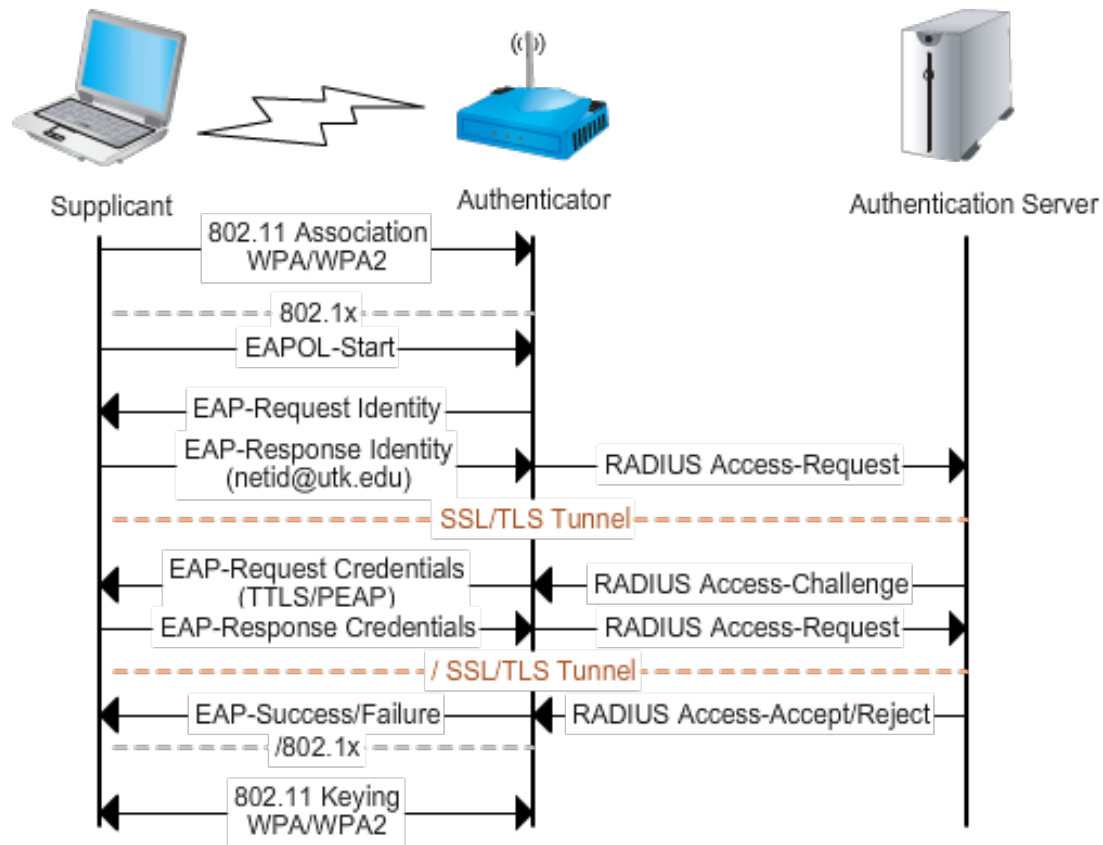 Supplicant
Authenticator
Authentication Server
802.11 Association
WPA/WPA2
802.1x
EAPOL-Start
EAP-Request Identity
EAP-Response Identity
(netid@utk.edu)
RADIUS Access-Request
SSL/TLS Tunnel
EAP-Request Credentials
(TTLS/PEAP)
RADIUS Access-Challenge
EAP-Response Credentials
RADIUS Access-Request
/ SSL/TLS Tunnel
EAP-Success/Failure
RADIUS Access-Accept/Reject
/802.1x
802.11 Keying
WPA/WPA2